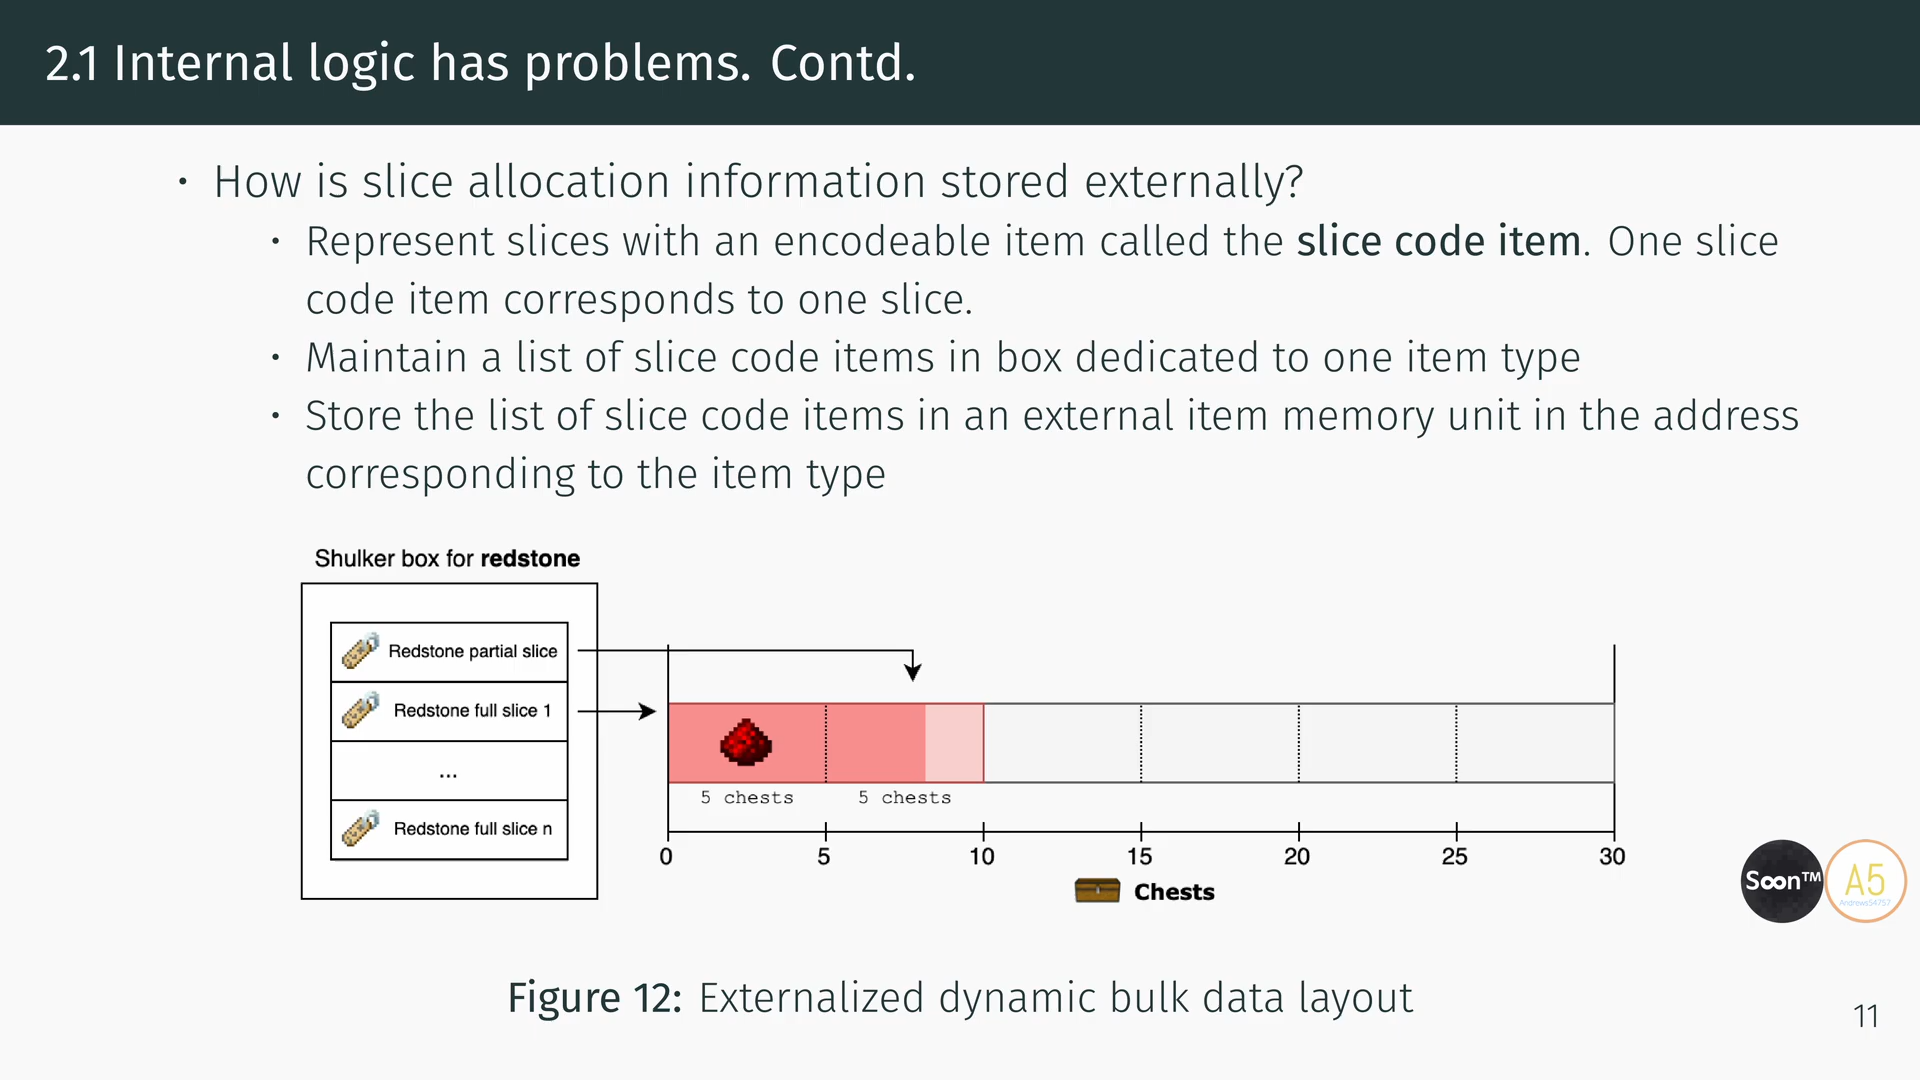 2.1 Internal logic has problems. Contd.
• How is slice allocation information stored externally?
• Represent slices with an encodeable item called the slice code item. One slice
code item corresponds to one slice.
• Maintain a list of slice code items in box dedicated to one item type
• Store the list of slice code items in an external item memory unit in the address
corresponding to the item type
Shulker box for redstone
Redstone partial slice
Redstone full slice 1
...
Redstone full slice n
5 chests 5 chests
0 5 10 15 20 25 30
Chests
Soon™
A5
Andrews54757
Figure 12: Externalized dynamic bulk data layout
11